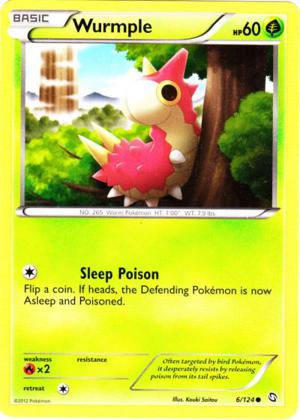 BASIC
Wurmple
HP60
NO. 265 Worm Pokémon HT. 1'00" WT. 7.9 lbs
Sleep Poison
Flip a coin. If heads, the Defending Pokémon is now
Asleep and Poisoned.
weakness resistance
×2
Often targeted by bird Pokémon,
it desperately resists by releasing
poison from its tail spikes.
retreat
©2012 Pokémon
Illus. Kouki Saitou
6/124